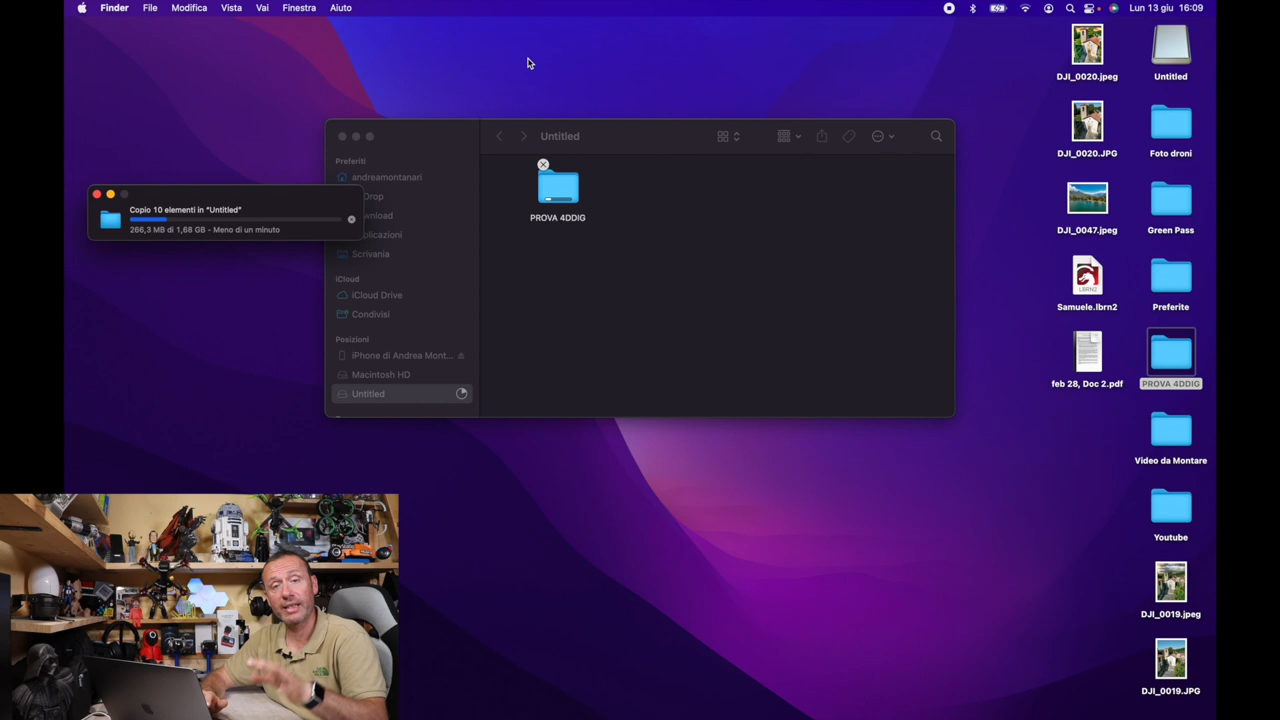 Finder File Modifica Vista Vai Finestra Aiuto
Lun 13 giu 16:09
Untitled
Preferiti
andreamontanari
Drop
wnload
plicazioni
Scrivania
iCloud
iCloud Drive
Condivisi
Posizioni
iPhone di Andrea Mont...
Macintosh HD
Untitled
PROVA 4DDIG
Copio 10 elementi in "Untitled"
266,3 MB di 1,68 GB - Meno di un minuto
DJI_0020.jpeg
Untitled
DJI_0020.JPG
Foto droni
DJI_0047.jpeg
Green Pass
LBRN2
Samuele.lbrn2
Preferite
feb 28, Doc 2.pdf
PROVA 4DDIG
Video da Montare
Youtube
DJI_0019.jpeg
DJI_0019.JPG